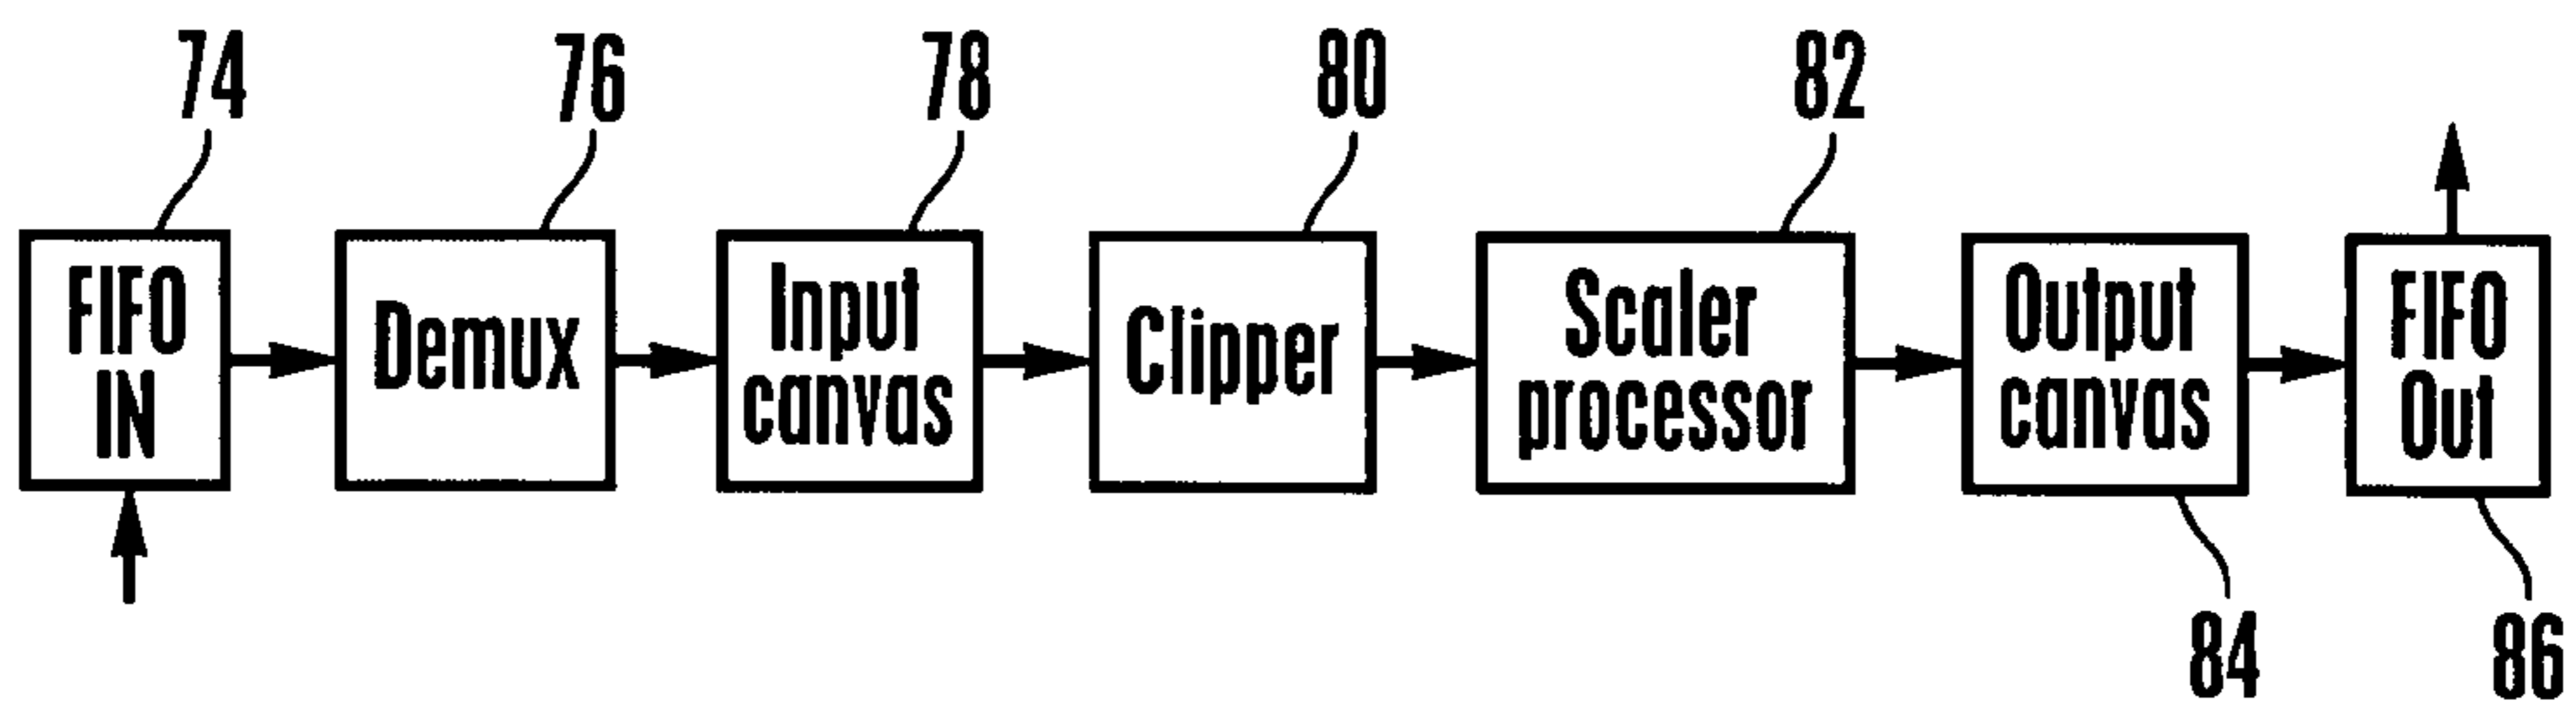 74
76
78
80
82
FIFO
IN
Demux
Input
canvas
Clipper
Scaler
processor
Output
canvas
FIFO
Out
84
86